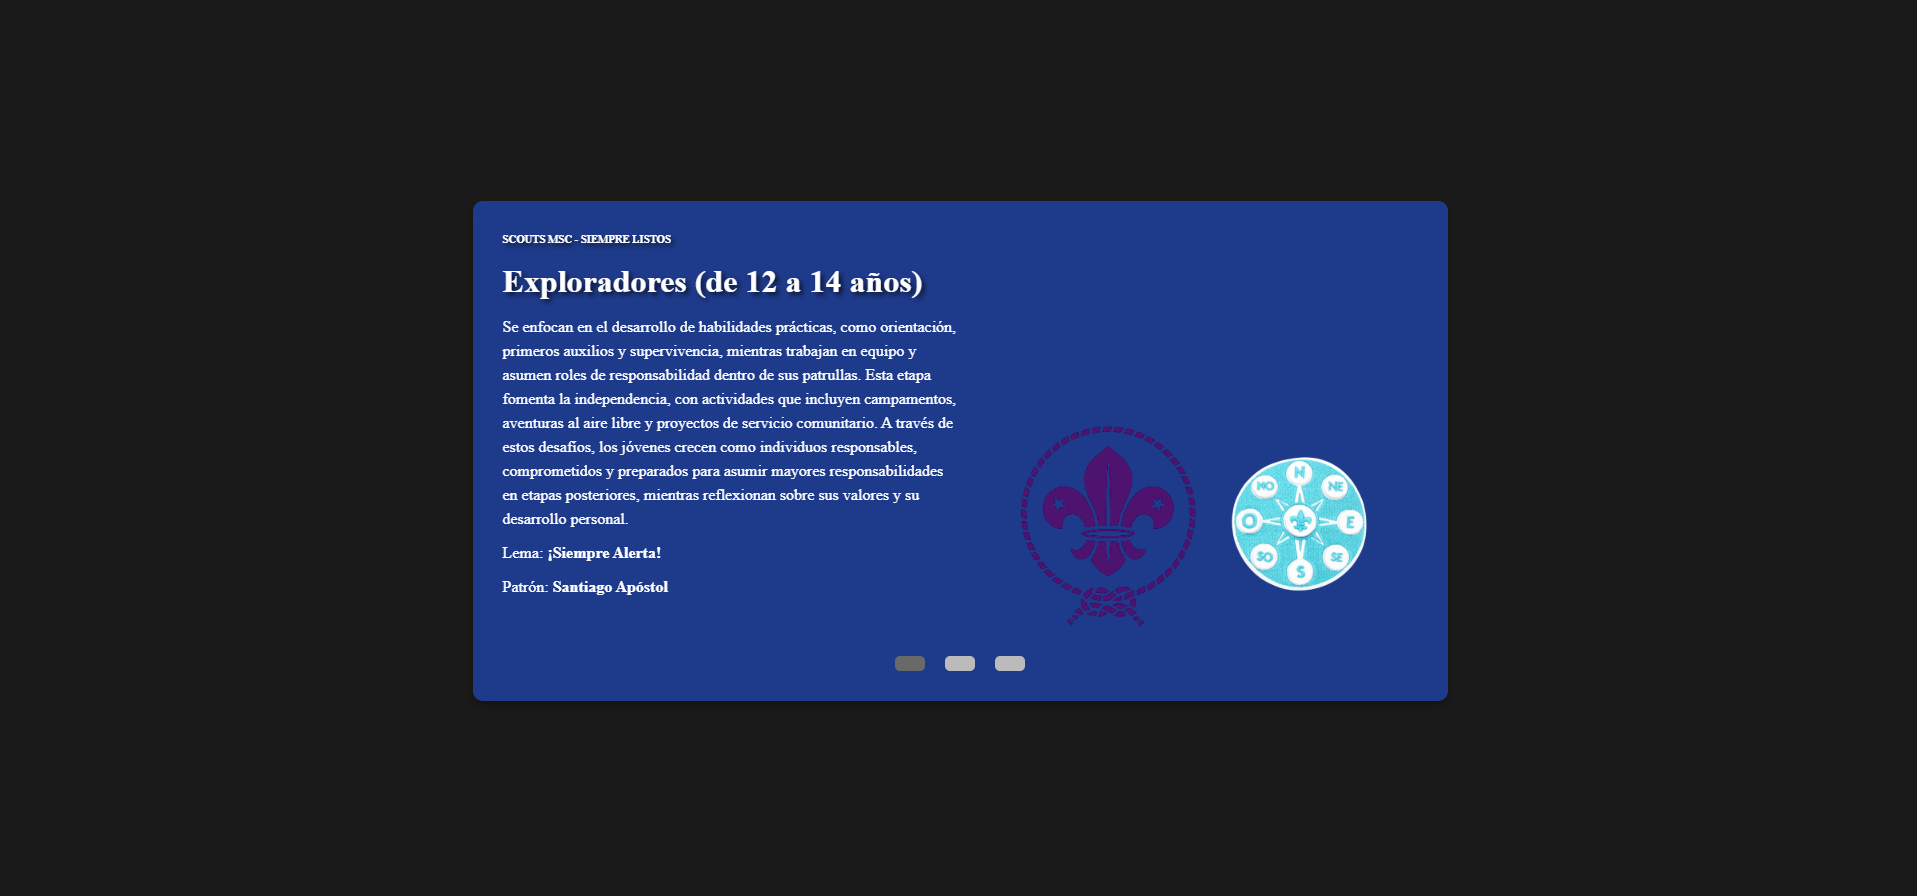 SCOUTS MSC - SIEMPRE LISTOS
Exploradores (de 12 a 14 años)
Se enfocan en el desarrollo de habilidades prácticas, como orientación,
primeros auxilios y supervivencia, mientras trabajan en equipo y
asumen roles de responsabilidad dentro de sus patrullas. Esta etapa
fomenta la independencia, con actividades que incluyen campamentos,
aventuras al aire libre y proyectos de servicio comunitario. A través de
estos desafíos, los jóvenes crecen como individuos responsables,
comprometidos y preparados para asumir mayores responsabilidades
en etapas posteriores, mientras reflexionan sobre sus valores y su
desarrollo personal.
Lema: ¡Siempre Alerta!
Patrón: Santiago Apóstol
N
NO NE
O E
SO SE
S